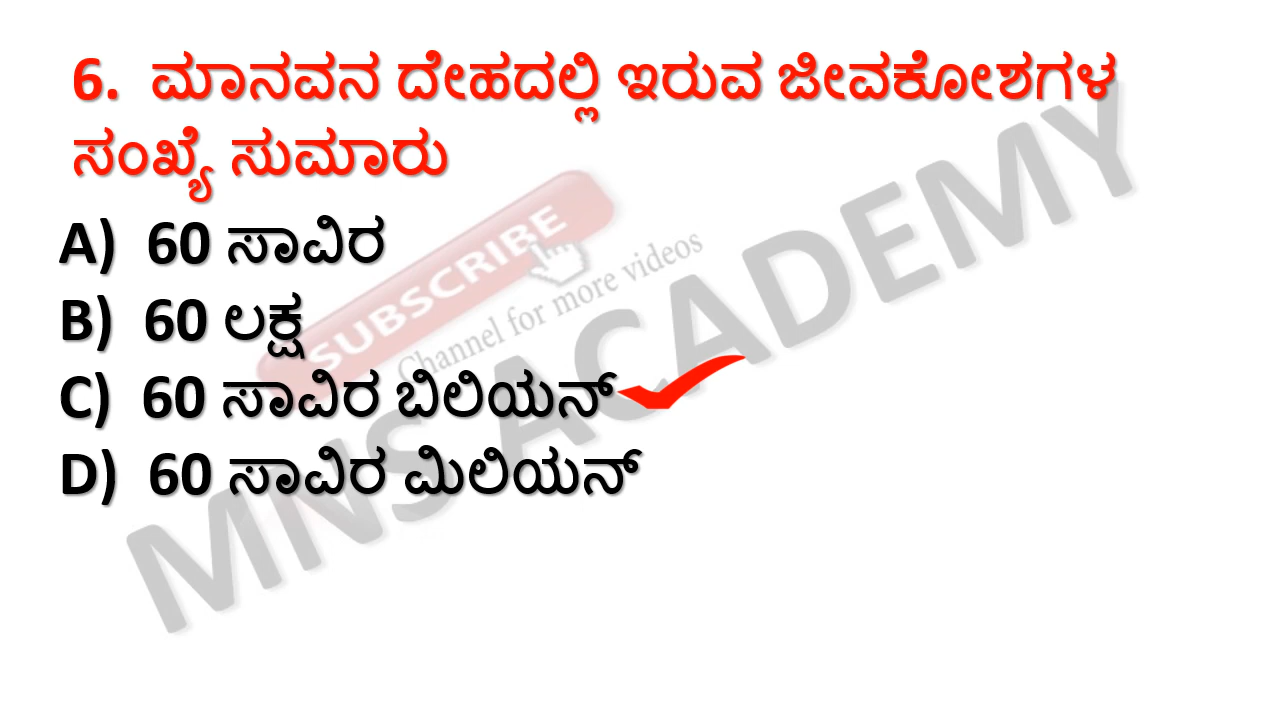 6. ಮಾನವನ ದೇಹದಲ್ಲಿ ಇರುವ ಜೀವಕೋಶಗಳ
ಸಂಖ್ಯೆ ಸುಮಾರು
A) 60 ಸಾವಿರ
B) 60 ಲಕ್ಷ
C) 60 ಸಾವಿರ ಬಿಲಿಯನ್
D) 60 ಸಾವಿರ ಮಿಲಿಯನ್
SUBSCRIBE
Channel for more videos
MNS ACADEMY